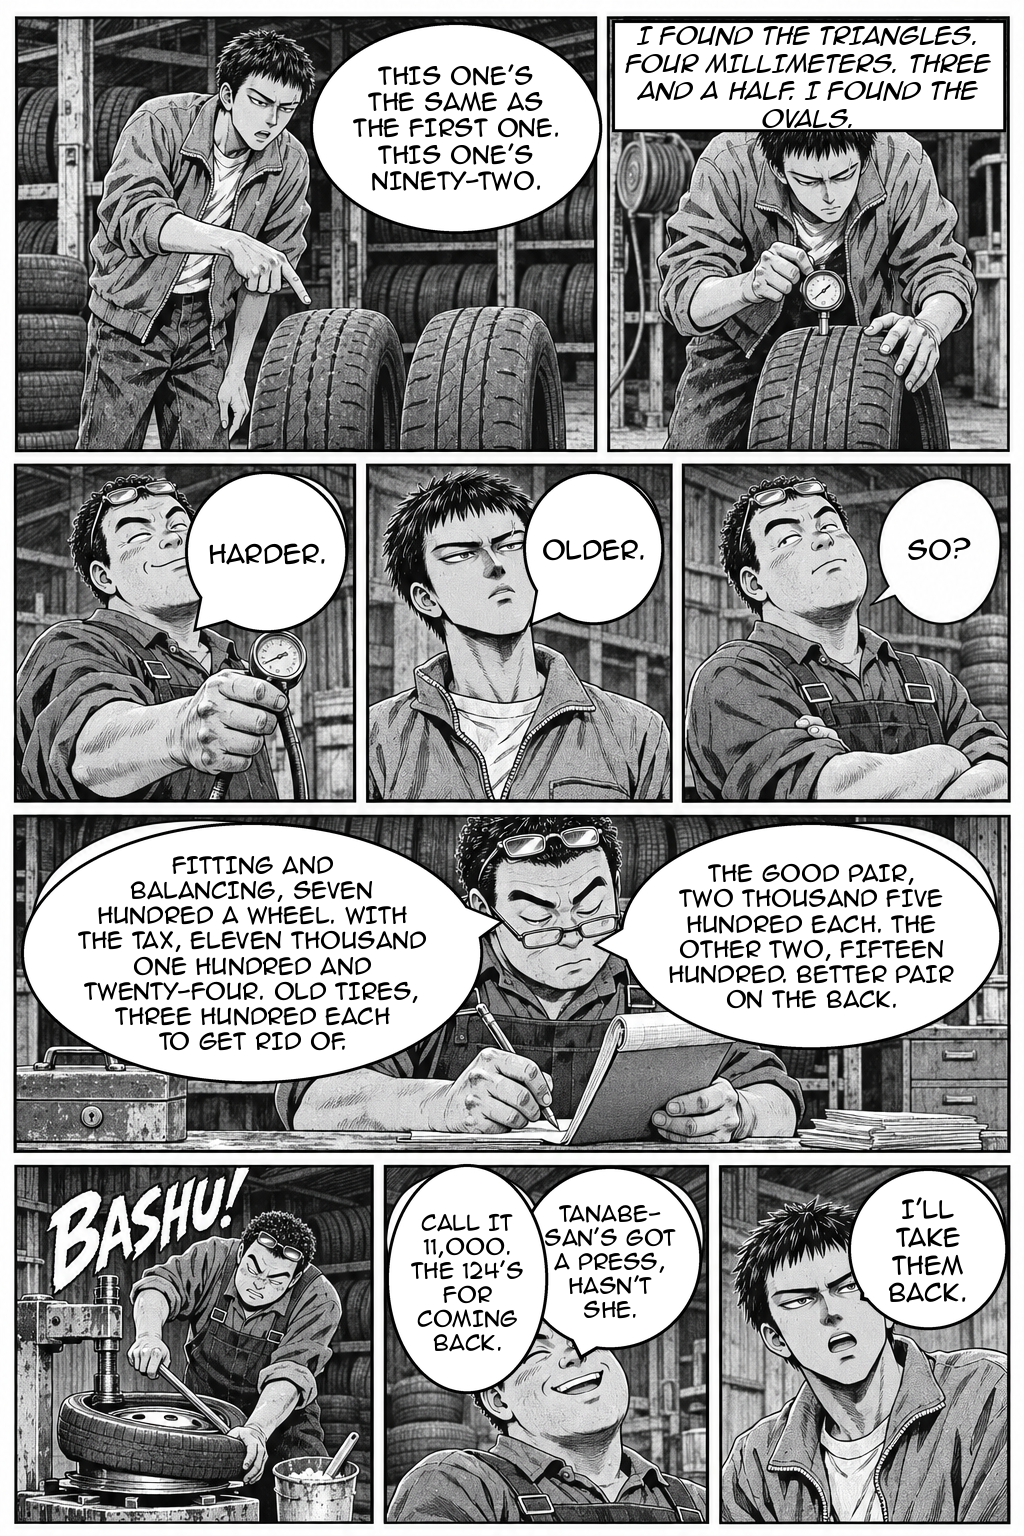 THIS ONE'S
THE SAME AS
THE FIRST ONE.
THIS ONE'S
NINETY-TWO.
I FOUND THE TRIANGLES.
FOUR MILLIMETERS. THREE
AND A HALF. I FOUND THE
OVALS.
HARDER.
OLDER.
SO?
FITTING AND
BALANCING, SEVEN
HUNDRED A WHEEL. WITH
THE TAX, ELEVEN THOUSAND
ONE HUNDRED AND
TWENTY-FOUR. OLD TIRES,
THREE HUNDRED EACH
TO GET RID OF.
THE GOOD PAIR,
TWO THOUSAND FIVE
HUNDRED EACH. THE
OTHER TWO, FIFTEEN
HUNDRED. BETTER PAIR
ON THE BACK.
BASHU!
CALL IT
11,000.
THE 124'S
FOR
COMING
BACK.
TANABE-
SAN'S GOT
A PRESS,
HASN'T
SHE.
I'LL
TAKE
THEM
BACK.